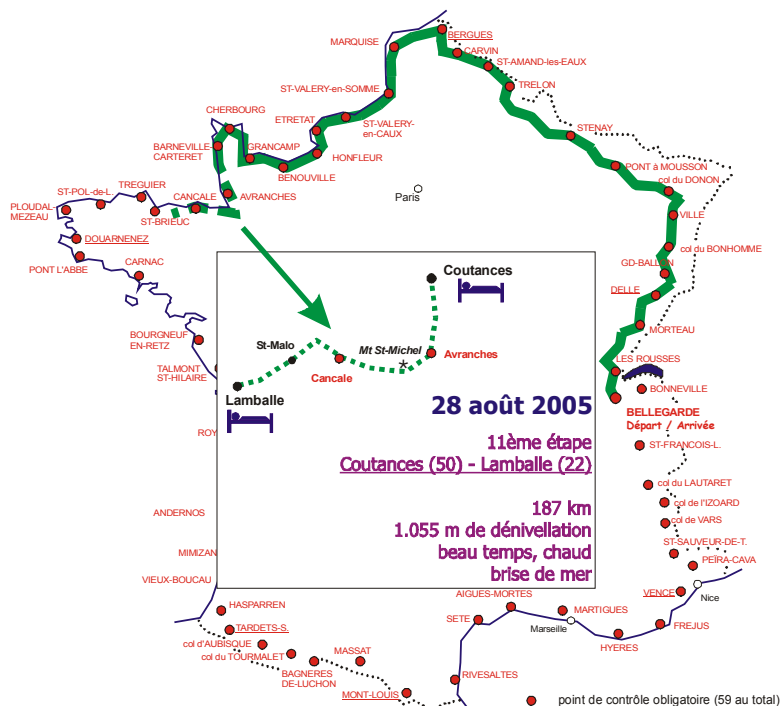 BERGUES
MARQUISE
CARVIN
ST-AMAND-les-EAUX
TRELON
ST-VALERY-en-SOMME
CHERBOURG
ETRETAT
ST-VALERY-
en-CAUX
STENAY
BARNEVILLE-
CARTERET
GRANCAMP
HONFLEUR
BENOUVILLE
PONT à MOUSSON
col du DONON
ST-POL-de-L.
TREGUIER
CANCALE
AVRANCHES
Paris
PLOUDAL-
MEZEAU
ST-BRIEUC
VILLE
DOUARNENEZ
col du BONHOMME
PONT L'ABBE
CARNAC
GD-BALLON
DELLE
Coutances
BOURGNEUF
EN-RETZ
MORTEAU
St-Malo
Mt St-Michel
Avranches
Cancale
TALMONT
ST-HILAIRE
LES ROUSSES
BONNEVILLE
Lamballe
28 août 2005
BELLEGARDE
Départ / Arrivée
ROY
11ème étape
ST-FRANCOIS-L.
Coutances (50) - Lamballe (22)
col du LAUTARET
187 km
col de l'IZOARD
ANDERNOS
1.055 m de dénivellation
col de VARS
beau temps, chaud
ST-SAUVEUR-DE-T.
MIMIZAN
PEÏRA-CAVA
brise de mer
VIEUX-BOUCAU
AIGUES-MORTES
VENCE
Nice
HASPARREN
SETE
MARTIGUES
Marseille
FREJUS
TARDETS-S.
HYERES
col d'AUBISQUE
col du TOURMALET
MASSAT
BAGNERES
DE-LUCHON
RIVESALTES
MONT-LOUIS
point de contrôle obligatoire (59 au total)